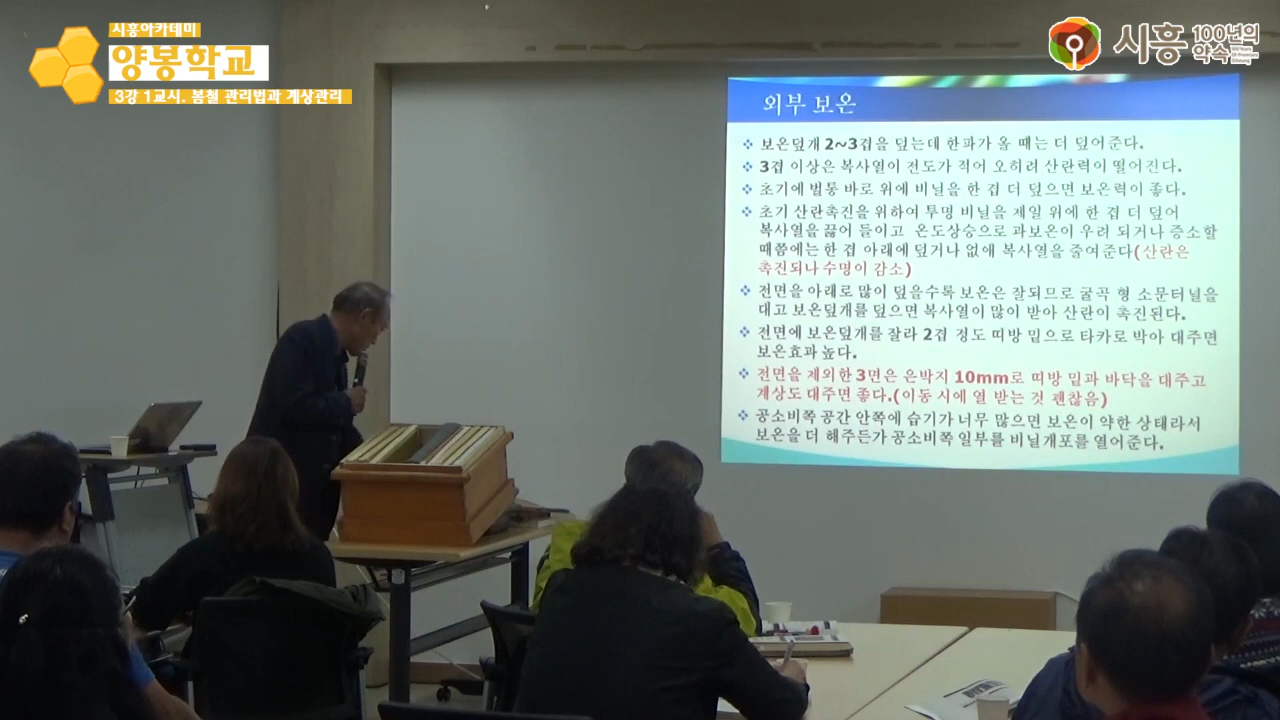 시흥아카데미
양봉학교
3강 1교시. 봄철 관리법과 계상관리
시흥 100년의
약속
외부 보온
보온덮개 2~3겹을 덮는데 한파가 올 때는 더 덮어준다.
3겹 이상은 복사열이 전도가 적어 오히려 산란력이 떨어진다.
초기에 벌통 바로 위에 비닐을 한 겹 더 덮으면 보온력이 좋다.
초기 산란촉진을 위하여 투명 비닐을 제일 위에 한 겹 더 덮어
복사열을 끓어 들이고 온도상승으로 과보온이 우려 되거나 증소할
때쯤에는 한 겹 아래에 덮거나 없애 복사열을 줄여준다(산란은
촉진되나 수명이 감소)
전면을 아래로 많이 덮을수록 보온은 잘되므로 굴곡 형 소문터널을
대고 보온덮개를 덮으면 복사열이 많이 받아 산란이 촉진된다.
전면에 보온덮개를 잘라 2겹 정도 띠방 밑으로 타카로 박아 대주면
보온효과 높다.
전면을 제외한 3면은 은박지 10mm로 띠방 밑과 바닥을 대주고
계상도 대주면 좋다.(이동 시에 열 받는 것 괜찮음)
공소비쪽 공간 안쪽에 습기가 너무 많으면 보온이 약한 상태라서
보온을 더 해주든가 공소비쪽 일부를 비닐개포를 열어준다.